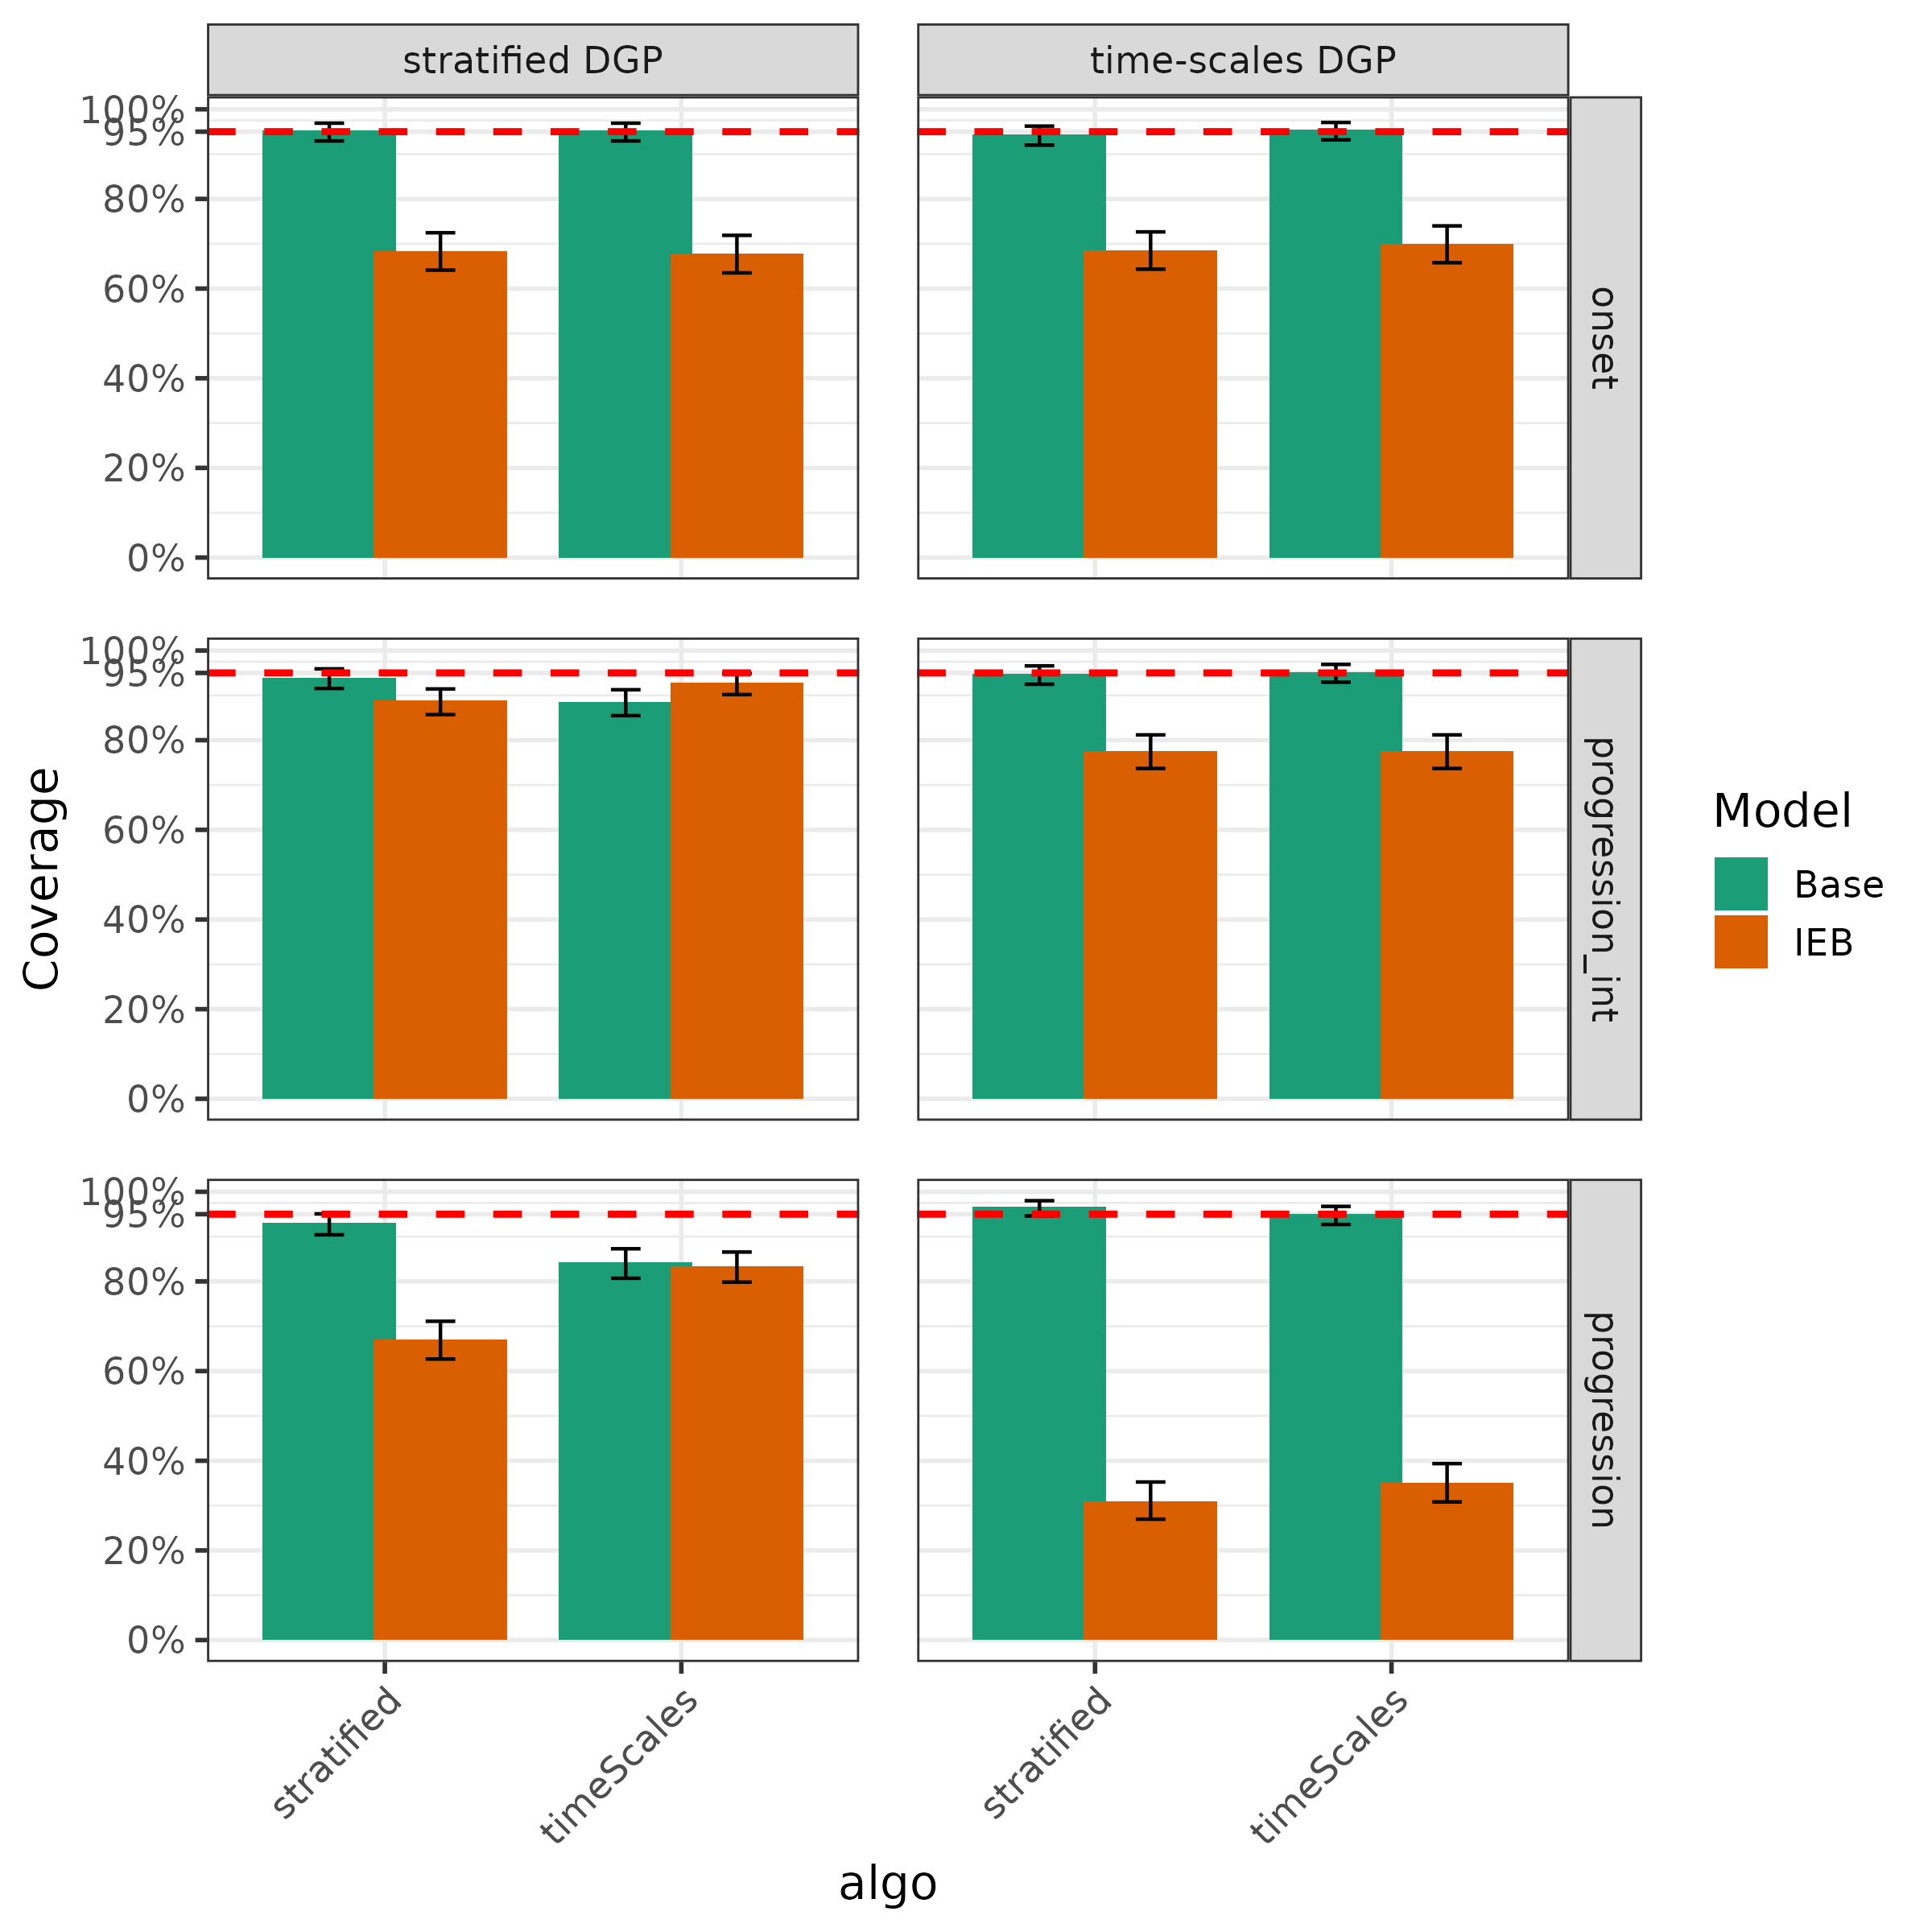 stratified DGP
time-scales DGP
100%
95%
80%
60%
40%
20%
0%
onset
100%
95%
80%
60%
40%
20%
0%
progression_int
100%
95%
80%
60%
40%
20%
0%
progression
Coverage
Model
Base
IEB
stratified
timeScales
stratified
timeScales
algo